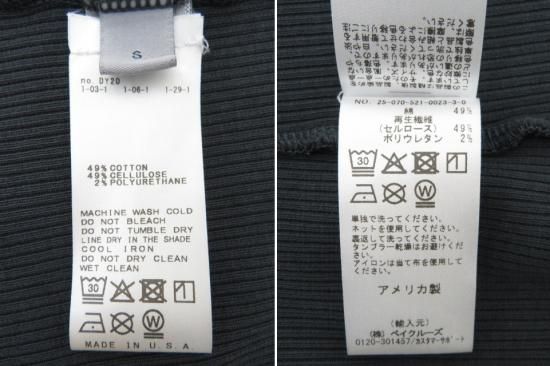 S
no. DY20
1-03-1 1-06-1 1-29-1
49% COTTON
49% CELLULOSE
2% POLYURETHANE
MACHINE WASH COLD
DO NOT BLEACH
DO NOT TUMBLE DRY
LINE DRY IN THE SHADE
COOL IRON
DO NOT DRY CLEAN
WET CLEAN
30
W
MADE IN U.S.A.
NO. 25-070-521-0023-3-0
綿 49%
再生繊維
(セルロース) 49%
ポリウレタン 2%
30
W
単独で洗ってください。
ネットを使用してください。
裏返して洗ってください。
タンブラー乾燥はお避けください。
アイロンは当て布を使用してください。
アメリカ製
(輸入元)
(株) ベイクルーズ
0120-301457/カスタマーサポート